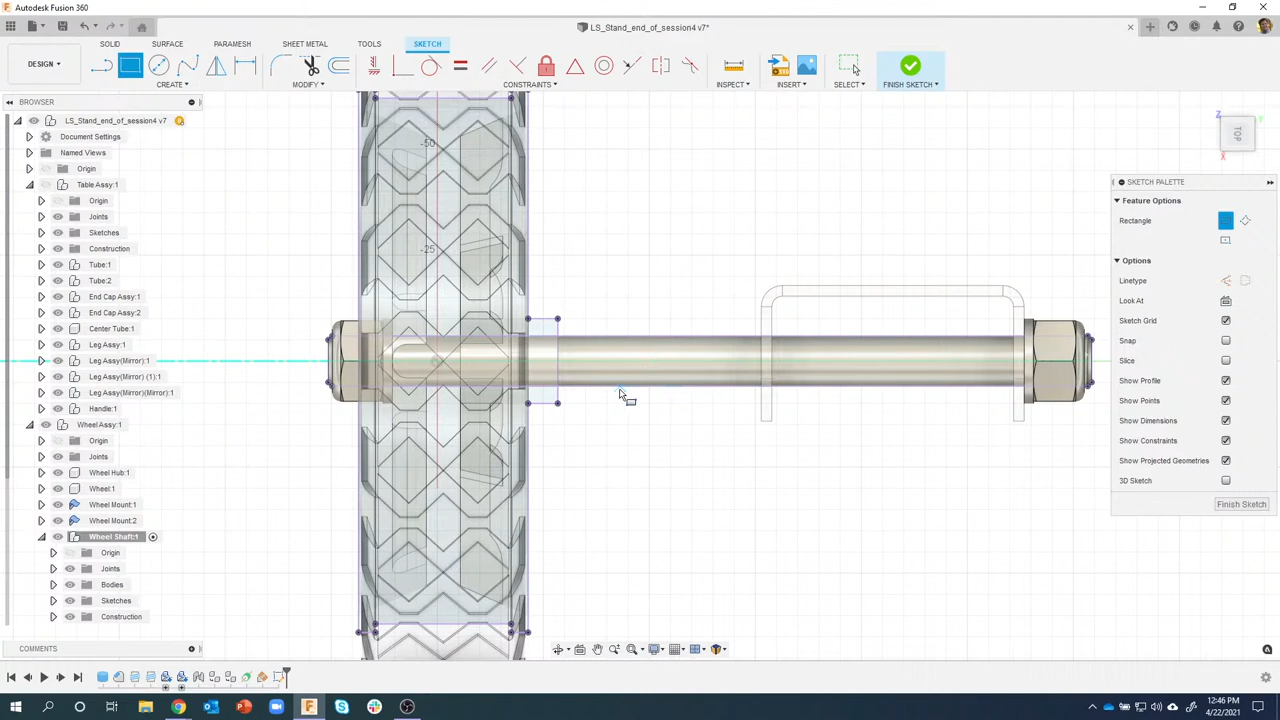 Autodesk Fusion 360
LS_Stand_end_of_session4 v7*
DESIGN
SOLID
SURFACE
PARAMESH
SHEET METAL
TOOLS
SKETCH
CREATE
MODIFY
CONSTRAINTS
INSPECT
INSERT
SELECT
FINISH SKETCH
BROWSER
LS_Stand_end_of_session4 v7
Document Settings
Named Views
Origin
Table Assy:1
Origin
Joints
Sketches
Construction
Tube:1
Tube:2
End Cap Assy:1
End Cap Assy:2
Center Tube:1
Leg Assy:1
Leg Assy(Mirror):1
Leg Assy(Mirror) (1):1
Leg Assy(Mirror)(Mirror):1
Handle:1
Wheel Assy:1
Origin
Joints
Wheel Hub:1
Wheel:1
Wheel Mount:1
Wheel Mount:2
Wheel Shaft:1
Origin
Joints
Bodies
Sketches
Construction
-50
-25
TOP
Z
Y
X
SKETCH PALETTE
Feature Options
Rectangle
Options
Linetype
Look At
Sketch Grid
Snap
Slice
Show Profile
Show Points
Show Dimensions
Show Constraints
Show Projected Geometries
3D Sketch
Finish Sketch
COMMENTS
12:46 PM
4/22/2021